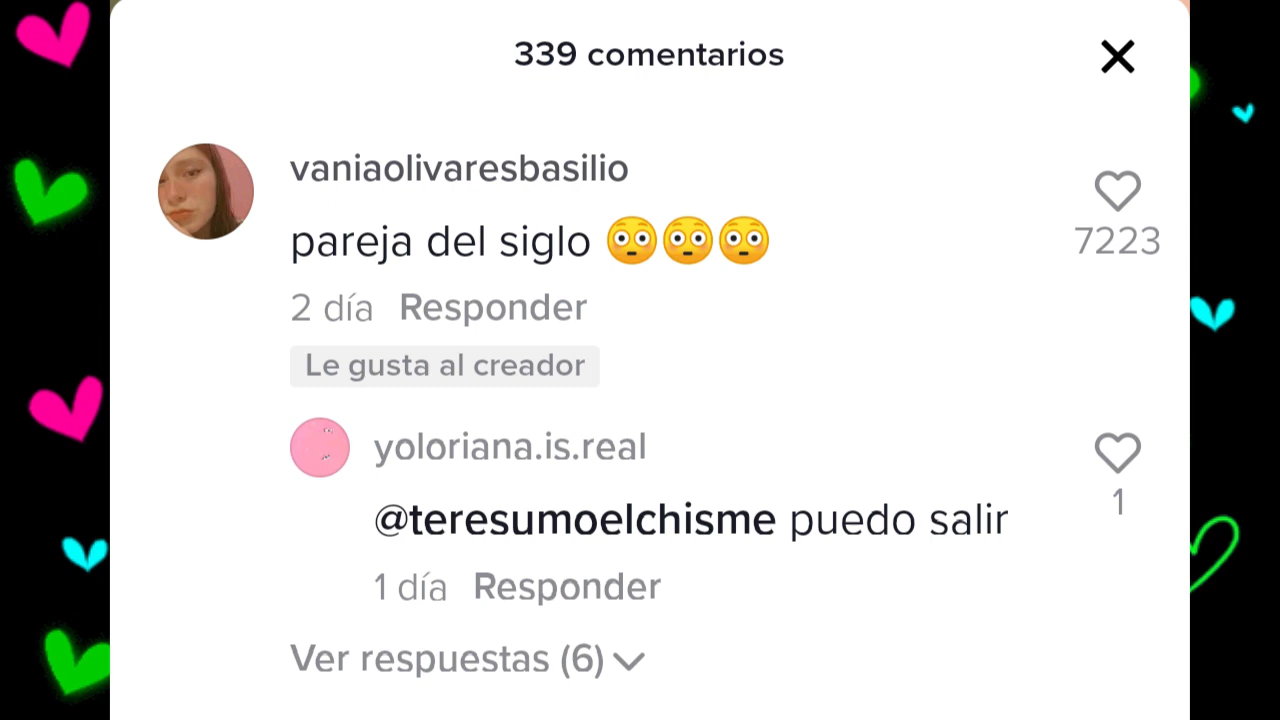 339 comentarios
vaniaolivaresbasilio
pareja del siglo 😳😳😳
7223
2 día Responder
Le gusta al creador
yoloriana.is.real
@teresumoelchisme puedo salir
1
1 día Responder
Ver respuestas (6)